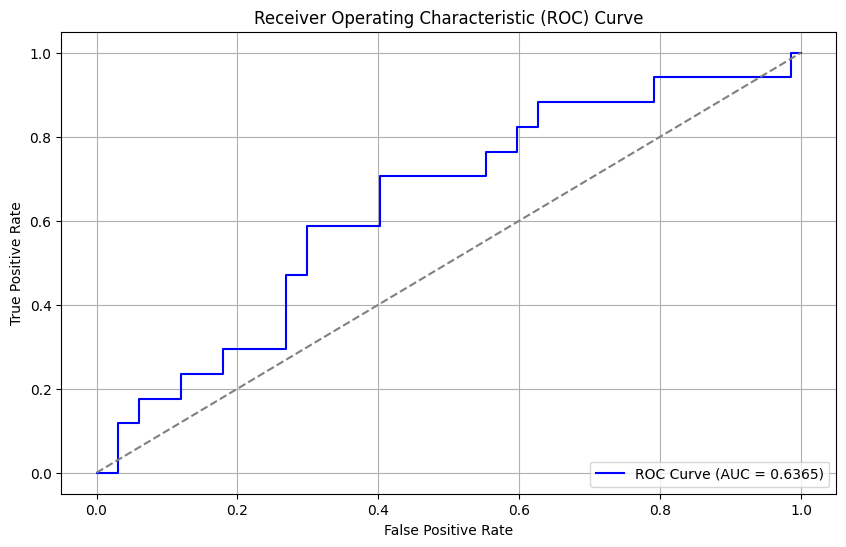 Receiver Operating Characteristic (ROC) Curve
1.0
0.8
0.6
0.4
0.2
0.0
True Positive Rate
ROC Curve (AUC = 0.6365)
0.0 0.2 0.4 0.6 0.8 1.0
False Positive Rate